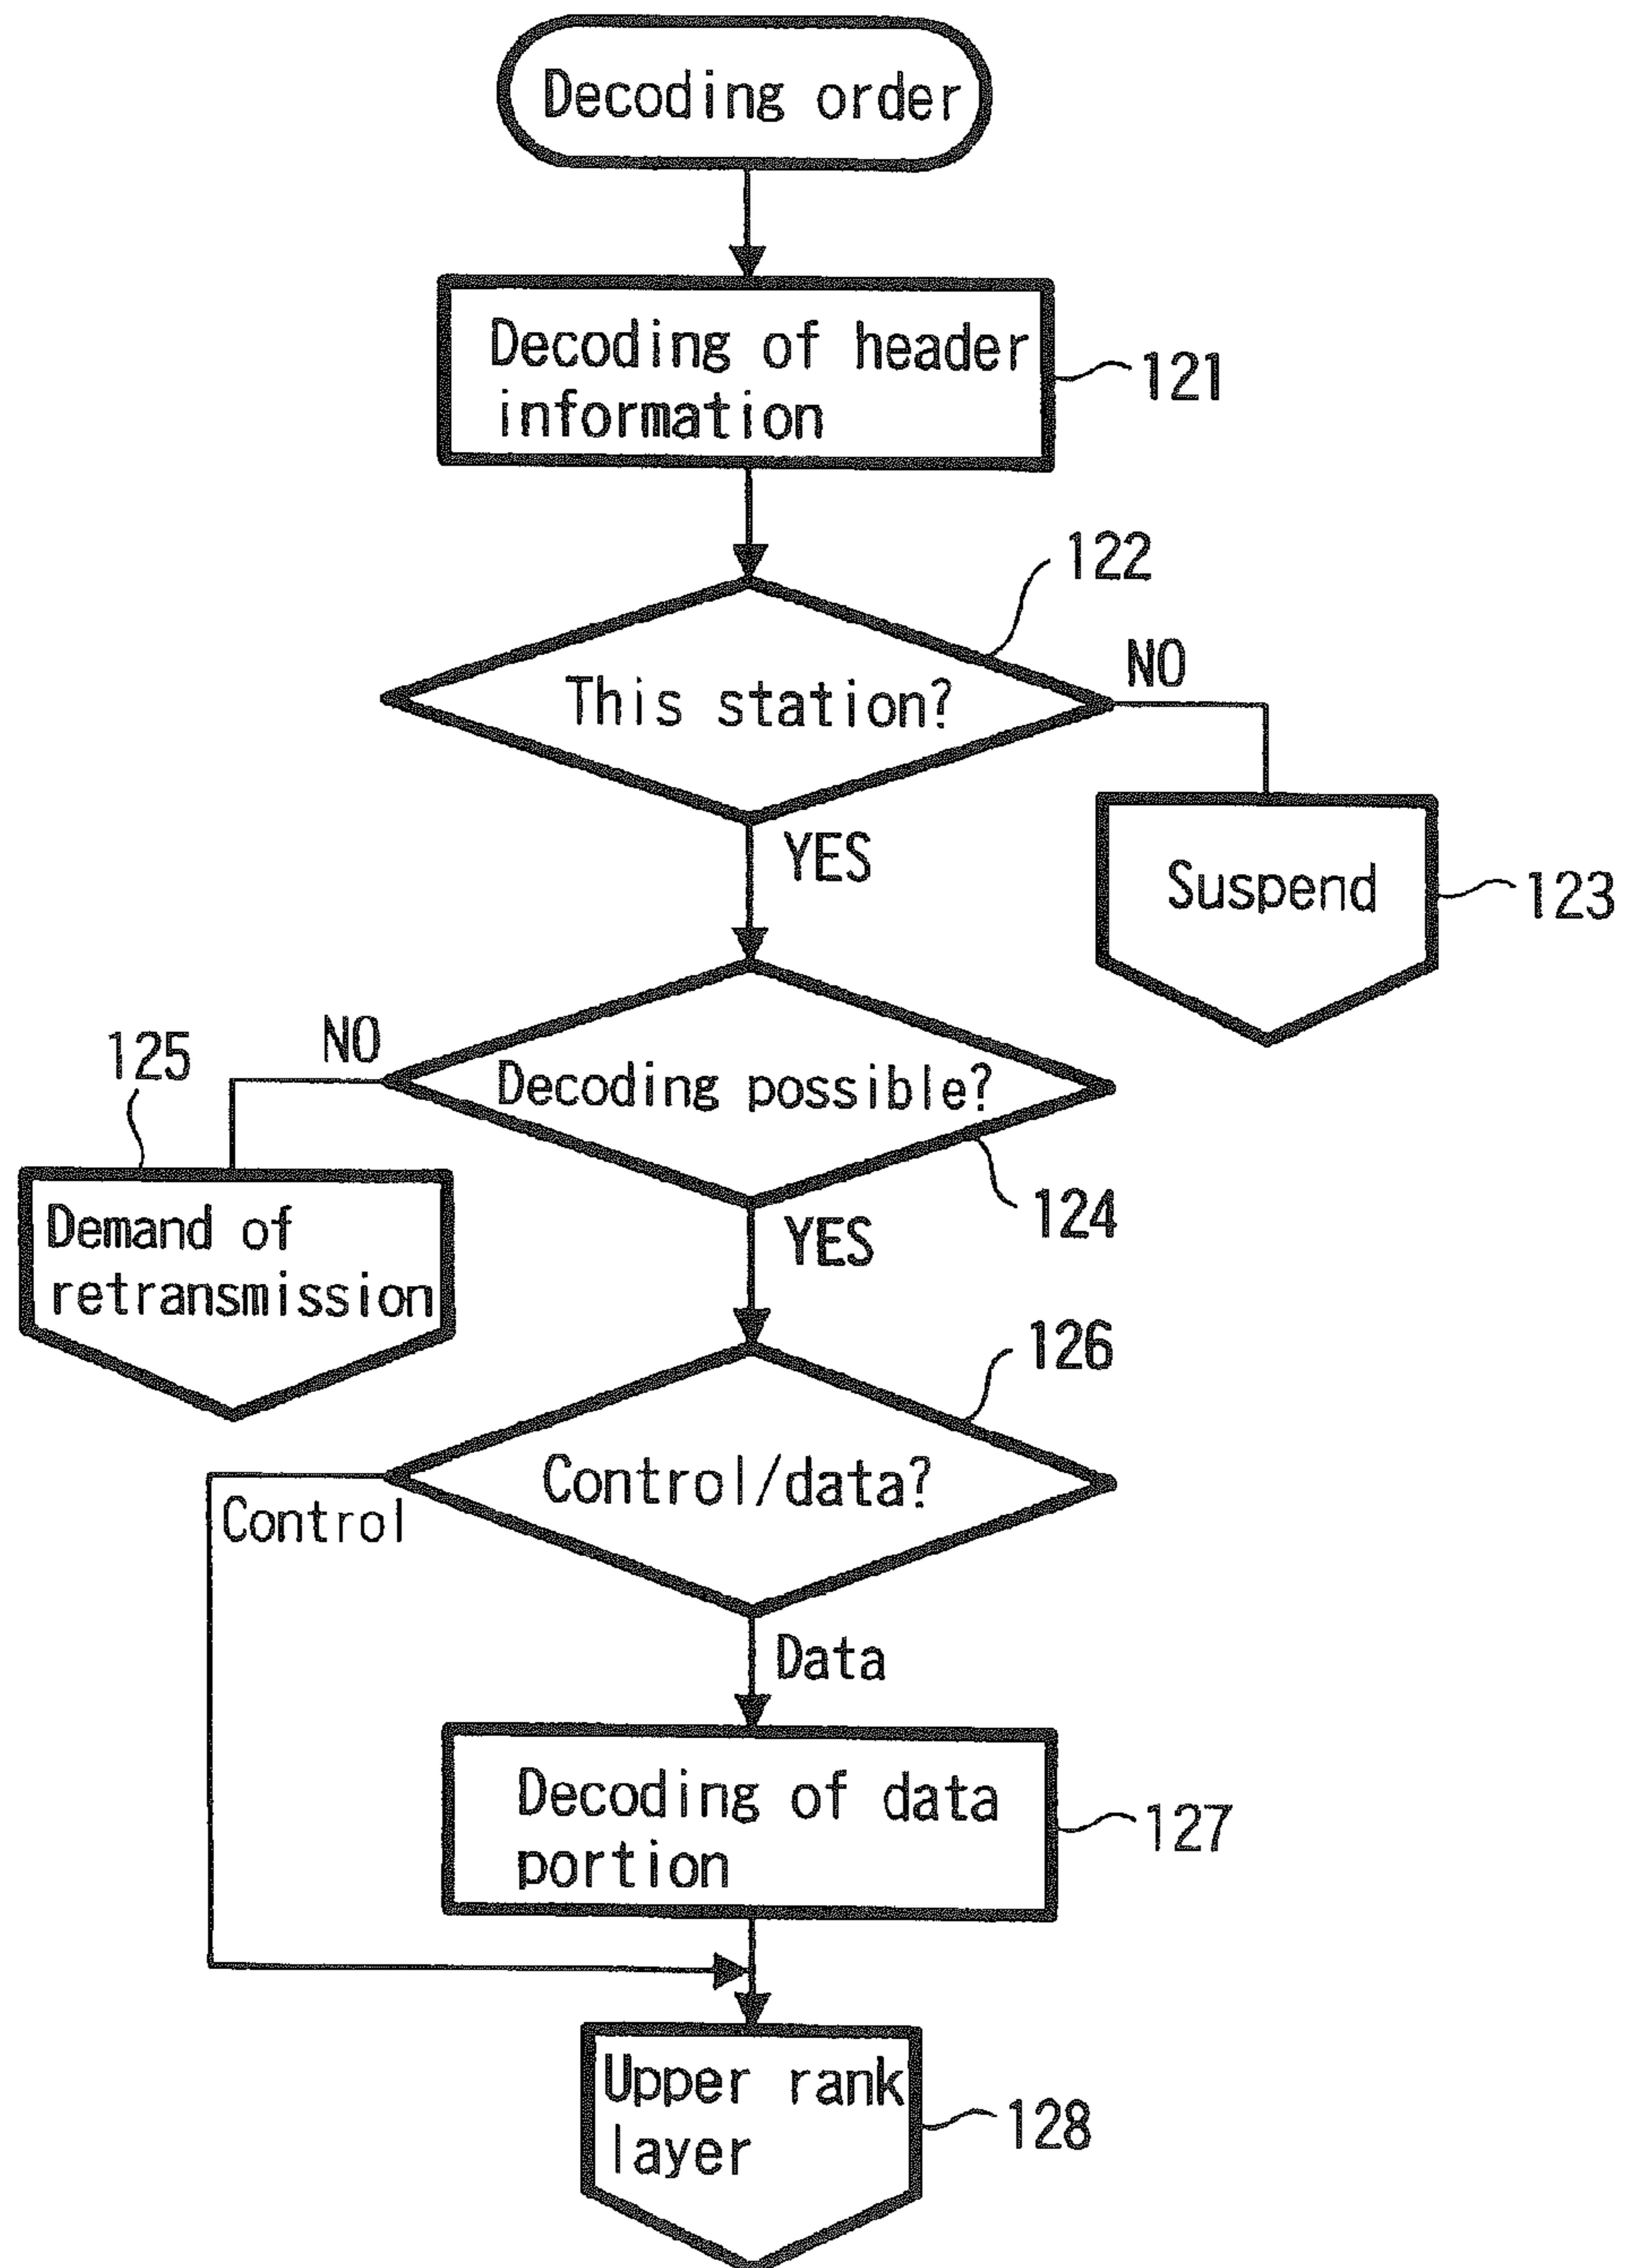 Decoding order
Decoding of header
information
121
122
This station?
NO
YES
Suspend
123
125
NO
Decoding possible?
124
Demand of
retransmission
YES
126
Control/data?
Control
Data
Decoding of data
portion
127
Upper rank
layer
128